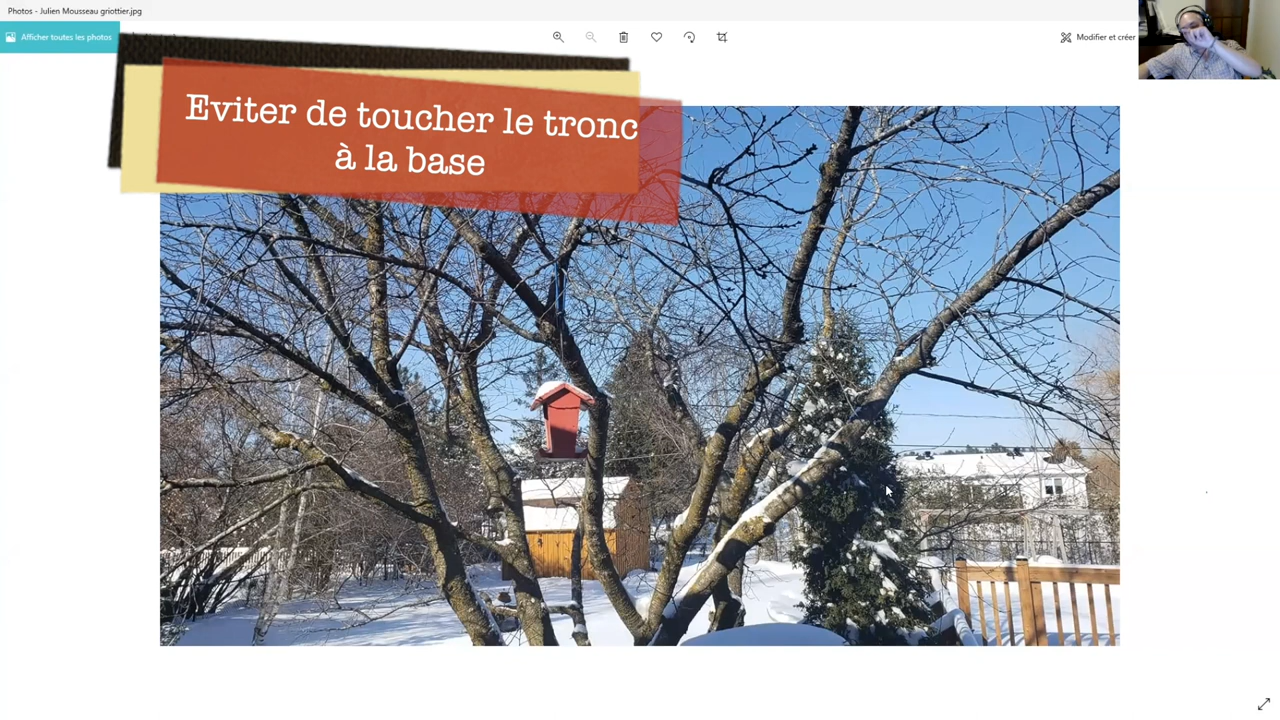 Photos - Julien Mousseau griottier.jpg
Afficher toutes les photos
Modifier et créer
Eviter de toucher le tronc
à la base